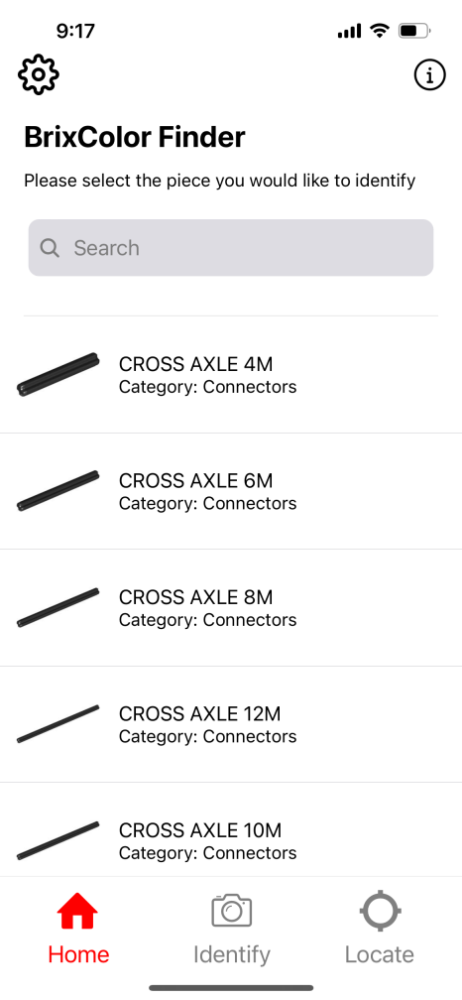 9:17
BrixColor Finder
Please select the piece you would like to identify
Search
CROSS AXLE 4M
Category: Connectors
CROSS AXLE 6M
Category: Connectors
CROSS AXLE 8M
Category: Connectors
CROSS AXLE 12M
Category: Connectors
CROSS AXLE 10M
Category: Connectors
Home
Identify
Locate